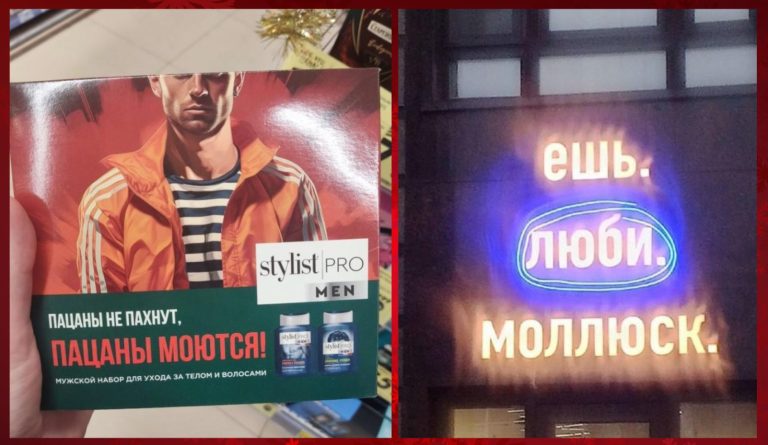 stylist PRO
MEN
ПАЦАНЫ НЕ ПАХНУТ,
ПАЦАНЫ МОЮТСЯ!
МУЖСКОЙ НАБОР ДЛЯ УХОДА ЗА ТЕЛОМ И ВОЛОСАМИ
ешь.
люби.
моллюск.